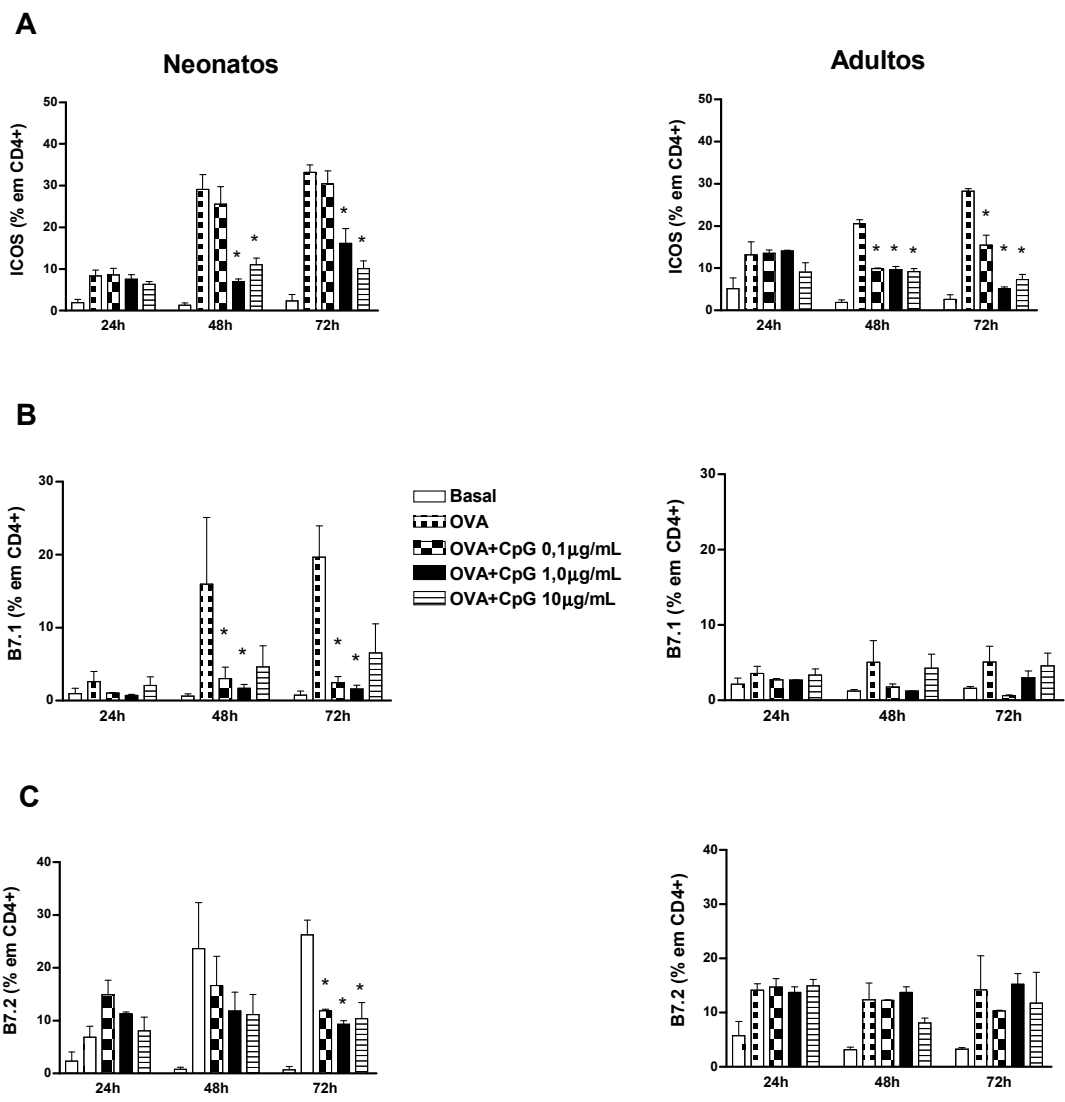 A
Neonatos
Adultos
ICOS (% em CD4+)
50
40
30
20
10
0
* * * *
24h 48h 72h
ICOS (% em CD4+)
50
40
30
20
10
0
* * * * * *
24h 48h 72h
B
B7.1 (% em CD4+)
30
20
10
0
* * * *
24h 48h 72h
Basal
OVA
OVA+CpG 0,1µg/mL
OVA+CpG 1,0µg/mL
OVA+CpG 10µg/mL
B7.1 (% em CD4+)
30
20
10
0
24h 48h 72h
C
B7.2 (% em CD4+)
40
30
20
10
0
* * *
24h 48h 72h
B7.2 (% em CD4+)
40
30
20
10
0
24h 48h 72h